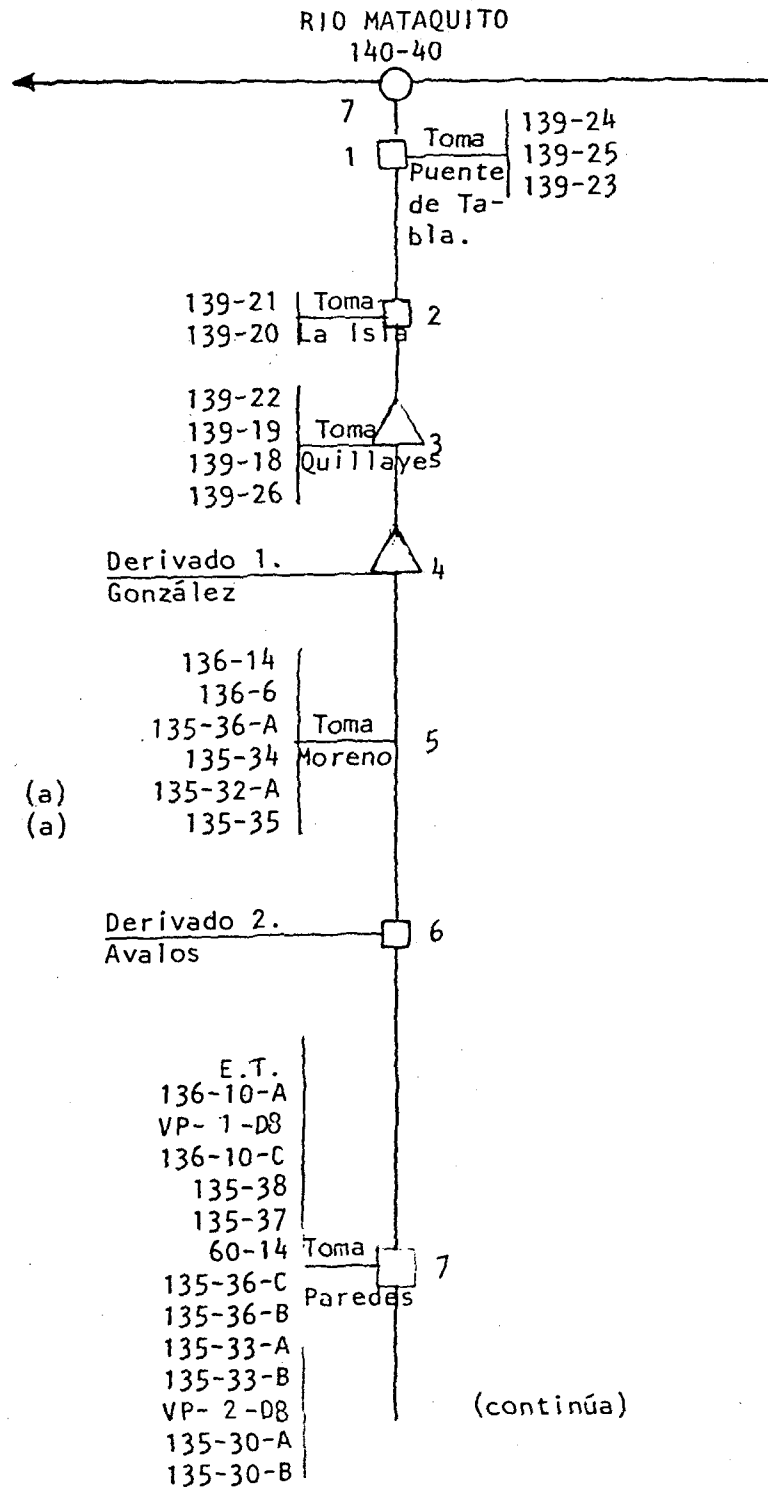 RIO MATAQUITO
140-40
7
1
Toma
Puente
de Ta-
bla.
139-24
139-25
139-23
139-21
139-20
Toma
La Isla
2
139-22
139-19
139-18
139-26
Toma
Quillayes
3
Derivado 1.
González
4
136-14
136-6
135-36-A
135-34
(a) 135-32-A
(a) 135-35
Toma
Moreno
5
Derivado 2.
Avalos
6
E.T.
136-10-A
VP- 1 -D8
136-10-C
135-38
135-37
60-14
135-36-C
135-36-B
135-33-A
135-33-B
VP- 2 -D8
135-30-A
135-30-B
Toma
Paredes
7
(continúa)